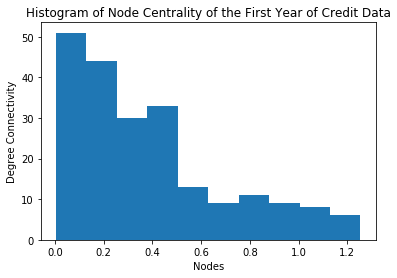 Histogram of Node Centrality of the First Year of Credit Data
50
40
30
20
10
0
Degree Connectivity
0.0 0.2 0.4 0.6 0.8 1.0 1.2
Nodes